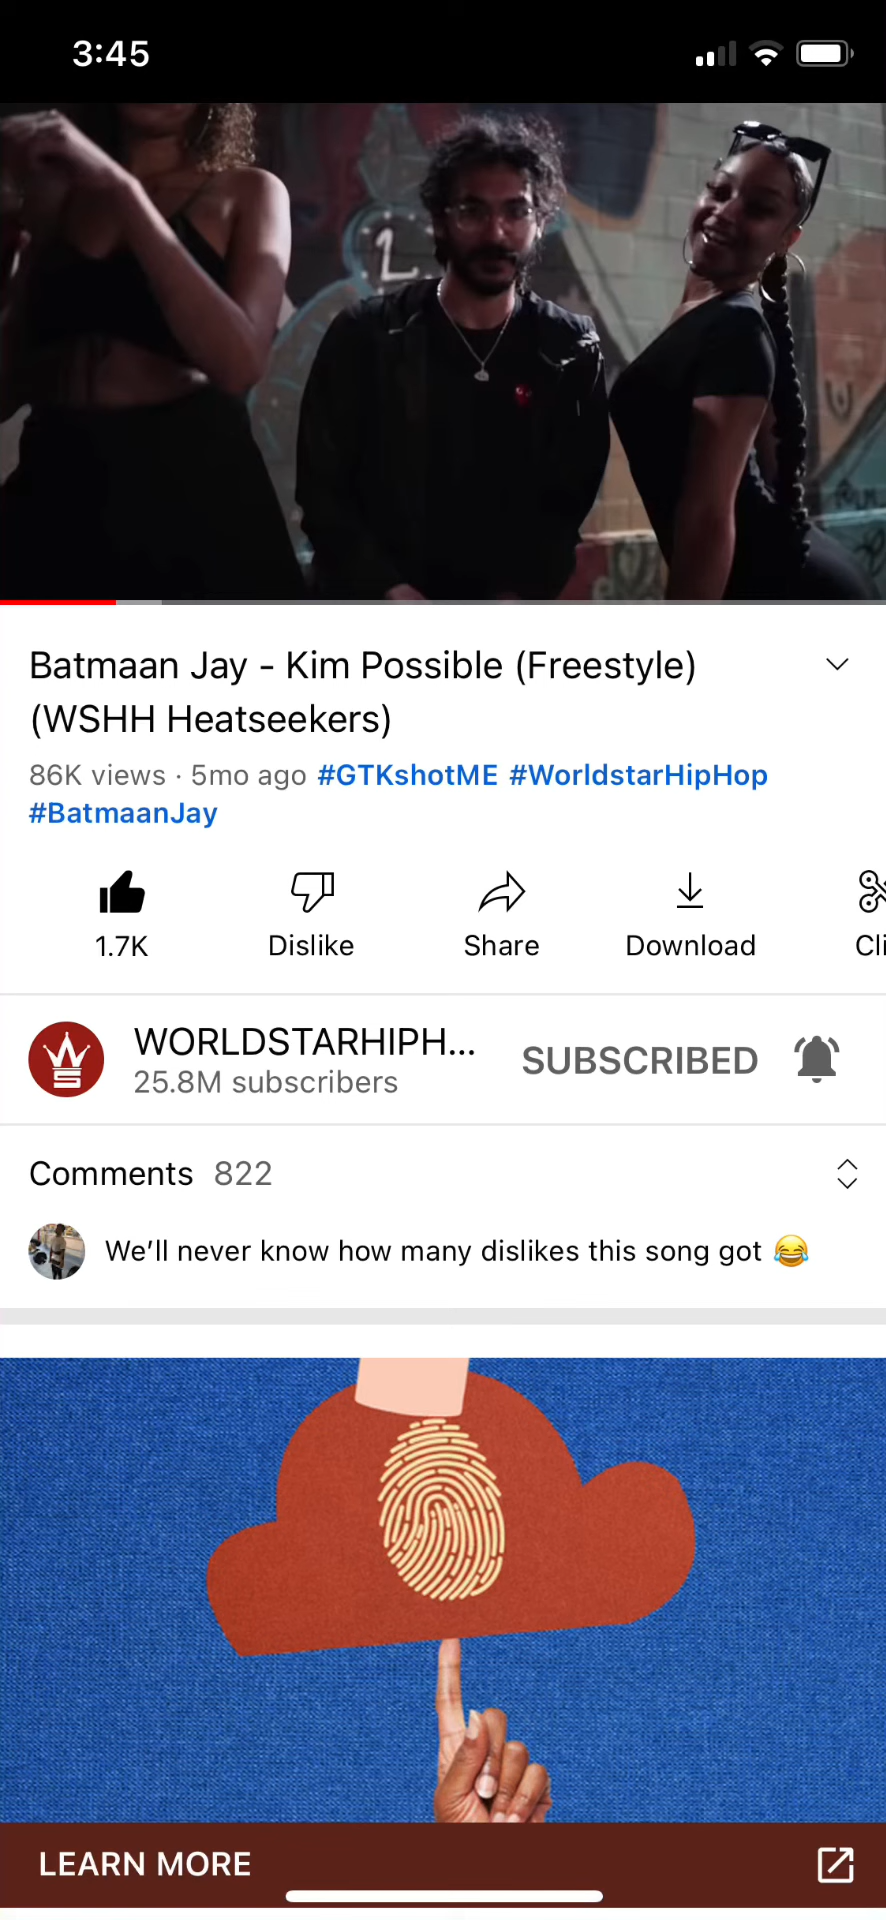 3:45
Batmaan Jay - Kim Possible (Freestyle)
(WSHH Heatseekers)
86K views · 5mo ago #GTKshotME #WorldstarHipHop
#BatmaanJay
1.7K
Dislike
Share
Download
Cli
WORLDSTARHIPH...
25.8M subscribers
SUBSCRIBED
Comments 822
We’ll never know how many dislikes this song got 😂
LEARN MORE